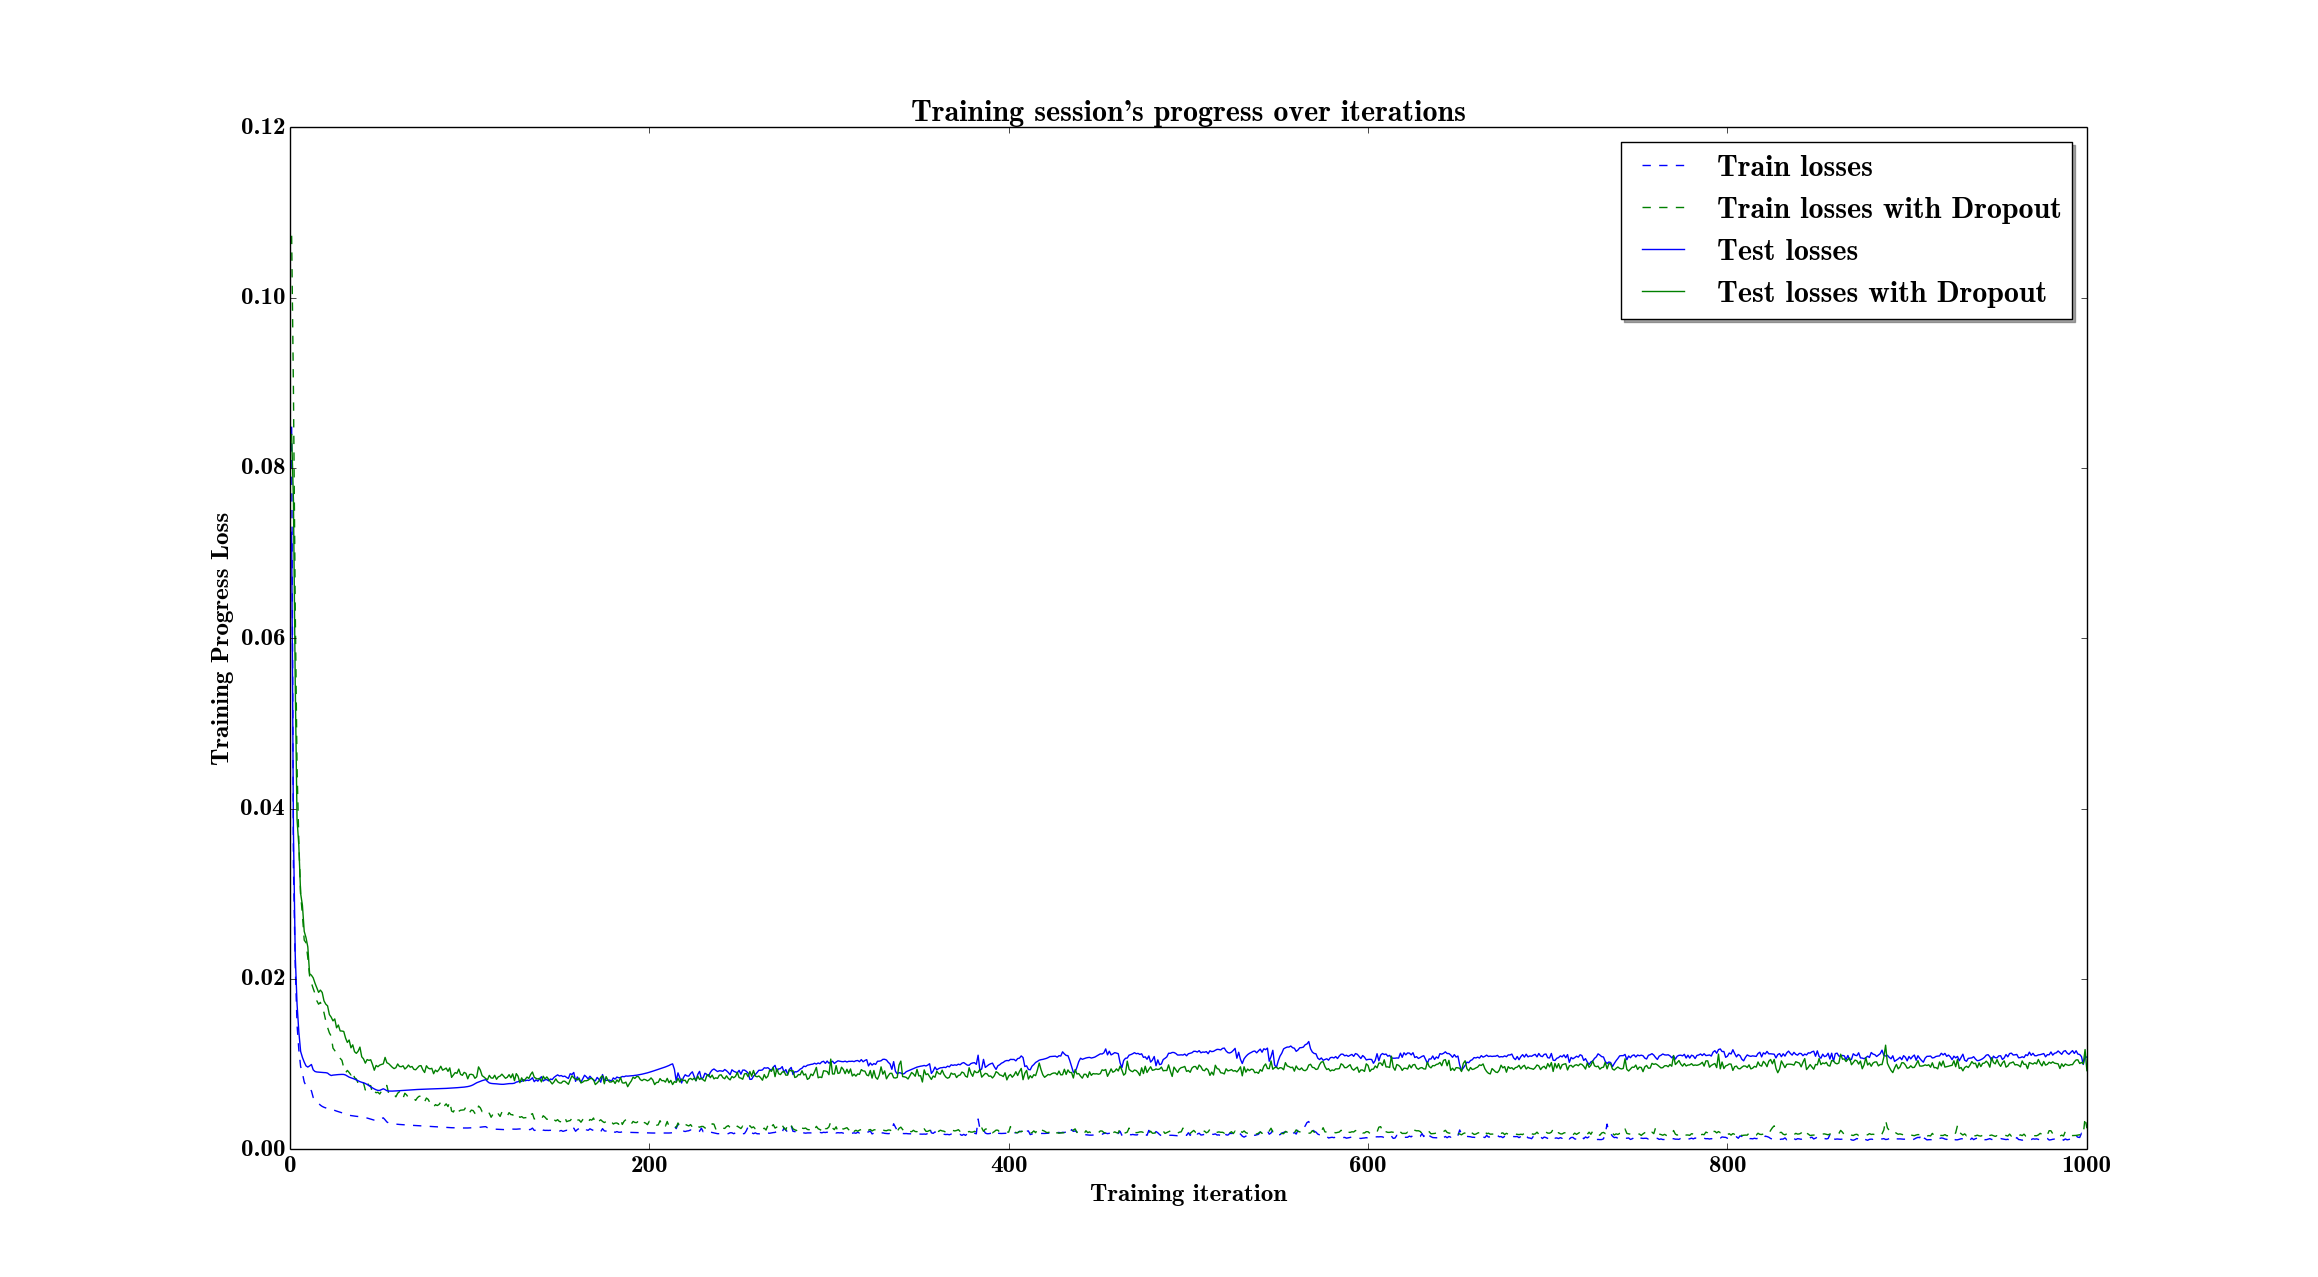 Training session's progress over iterations
0.12
0.10
0.08
0.06
0.04
0.02
0.00
Training Progress Loss
Train losses
Train losses with Dropout
Test losses
Test losses with Dropout
0
200
400
600
800
1000
Training iteration